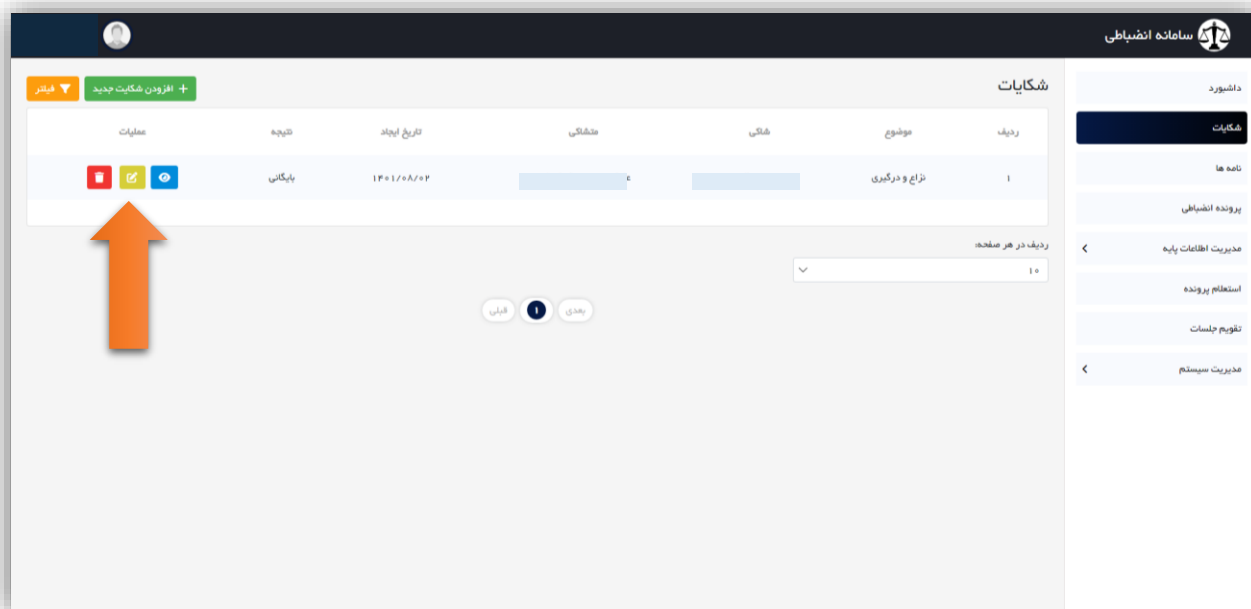 سامانه انضباطی
داشبورد
شکایات
نامه ها
پرونده انضباطی
مدیریت اطلاعات پایه
استعلام پرونده
تقویم جلسات
مدیریت سیستم
شکایات
+ افزودن شکایت جدید
فیلتر
ردیف موضوع شاکی متشاکی تاریخ ایجاد نتیجه عملیات
۱ نزاع و درگیری ۱۴۰۱/۰۸/۰۲ بایگانی
ردیف در هر صفحه:
۱۰
بعدی ۱ قبلی